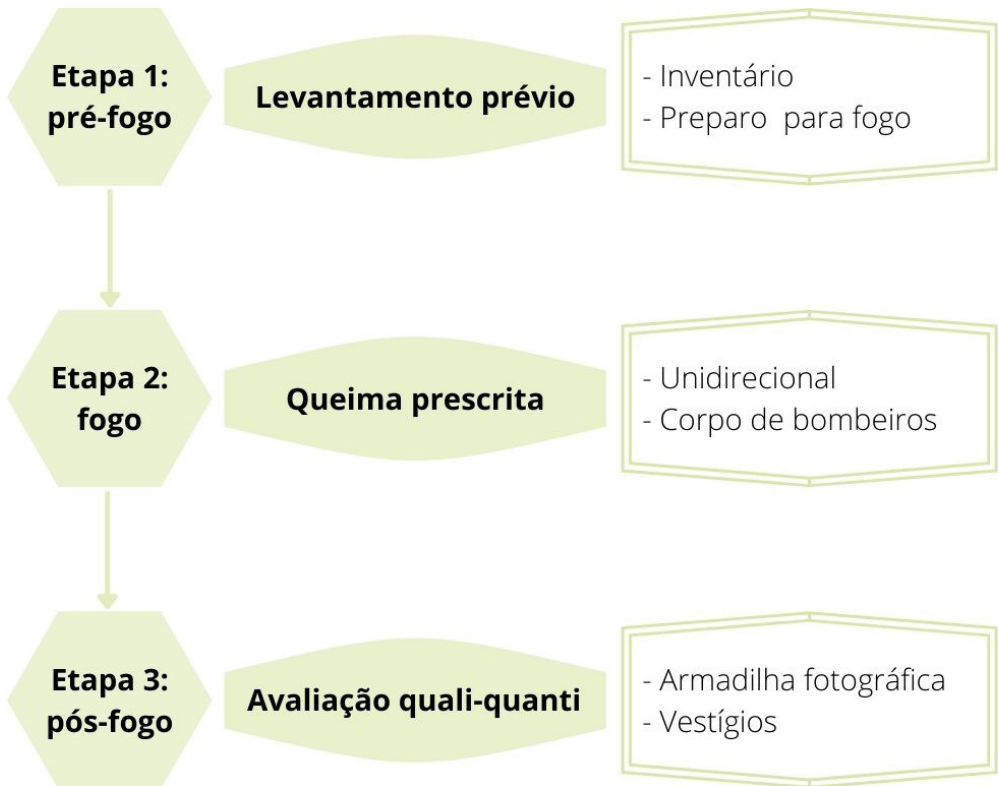 Etapa 1:
pré-fogo
Levantamento prévio
- Inventário
- Preparo para fogo
Etapa 2:
fogo
Queima prescrita
- Unidirecional
- Corpo de bombeiros
Etapa 3:
pós-fogo
Avaliação quali-quanti
- Armadilha fotográfica
- Vestígios